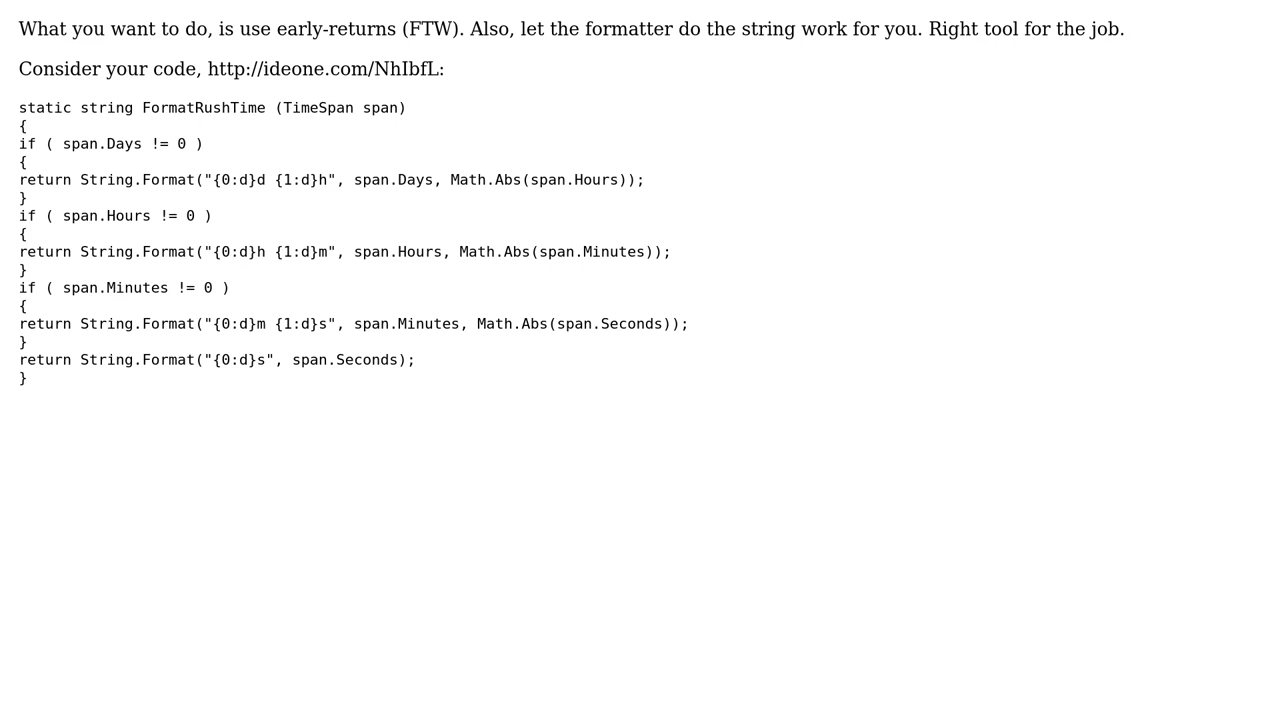 What you want to do, is use early-returns (FTW). Also, let the formatter do the string work for you. Right tool for the job.
Consider your code, http://ideone.com/NhIbfL:
static string FormatRushTime (TimeSpan span)
{
if ( span.Days != 0 )
{
return String.Format("{0:d}d {1:d}h", span.Days, Math.Abs(span.Hours));
}
if ( span.Hours != 0 )
{
return String.Format("{0:d}h {1:d}m", span.Hours, Math.Abs(span.Minutes));
}
if ( span.Minutes != 0 )
{
return String.Format("{0:d}m {1:d}s", span.Minutes, Math.Abs(span.Seconds));
}
return String.Format("{0:d}s", span.Seconds);
}